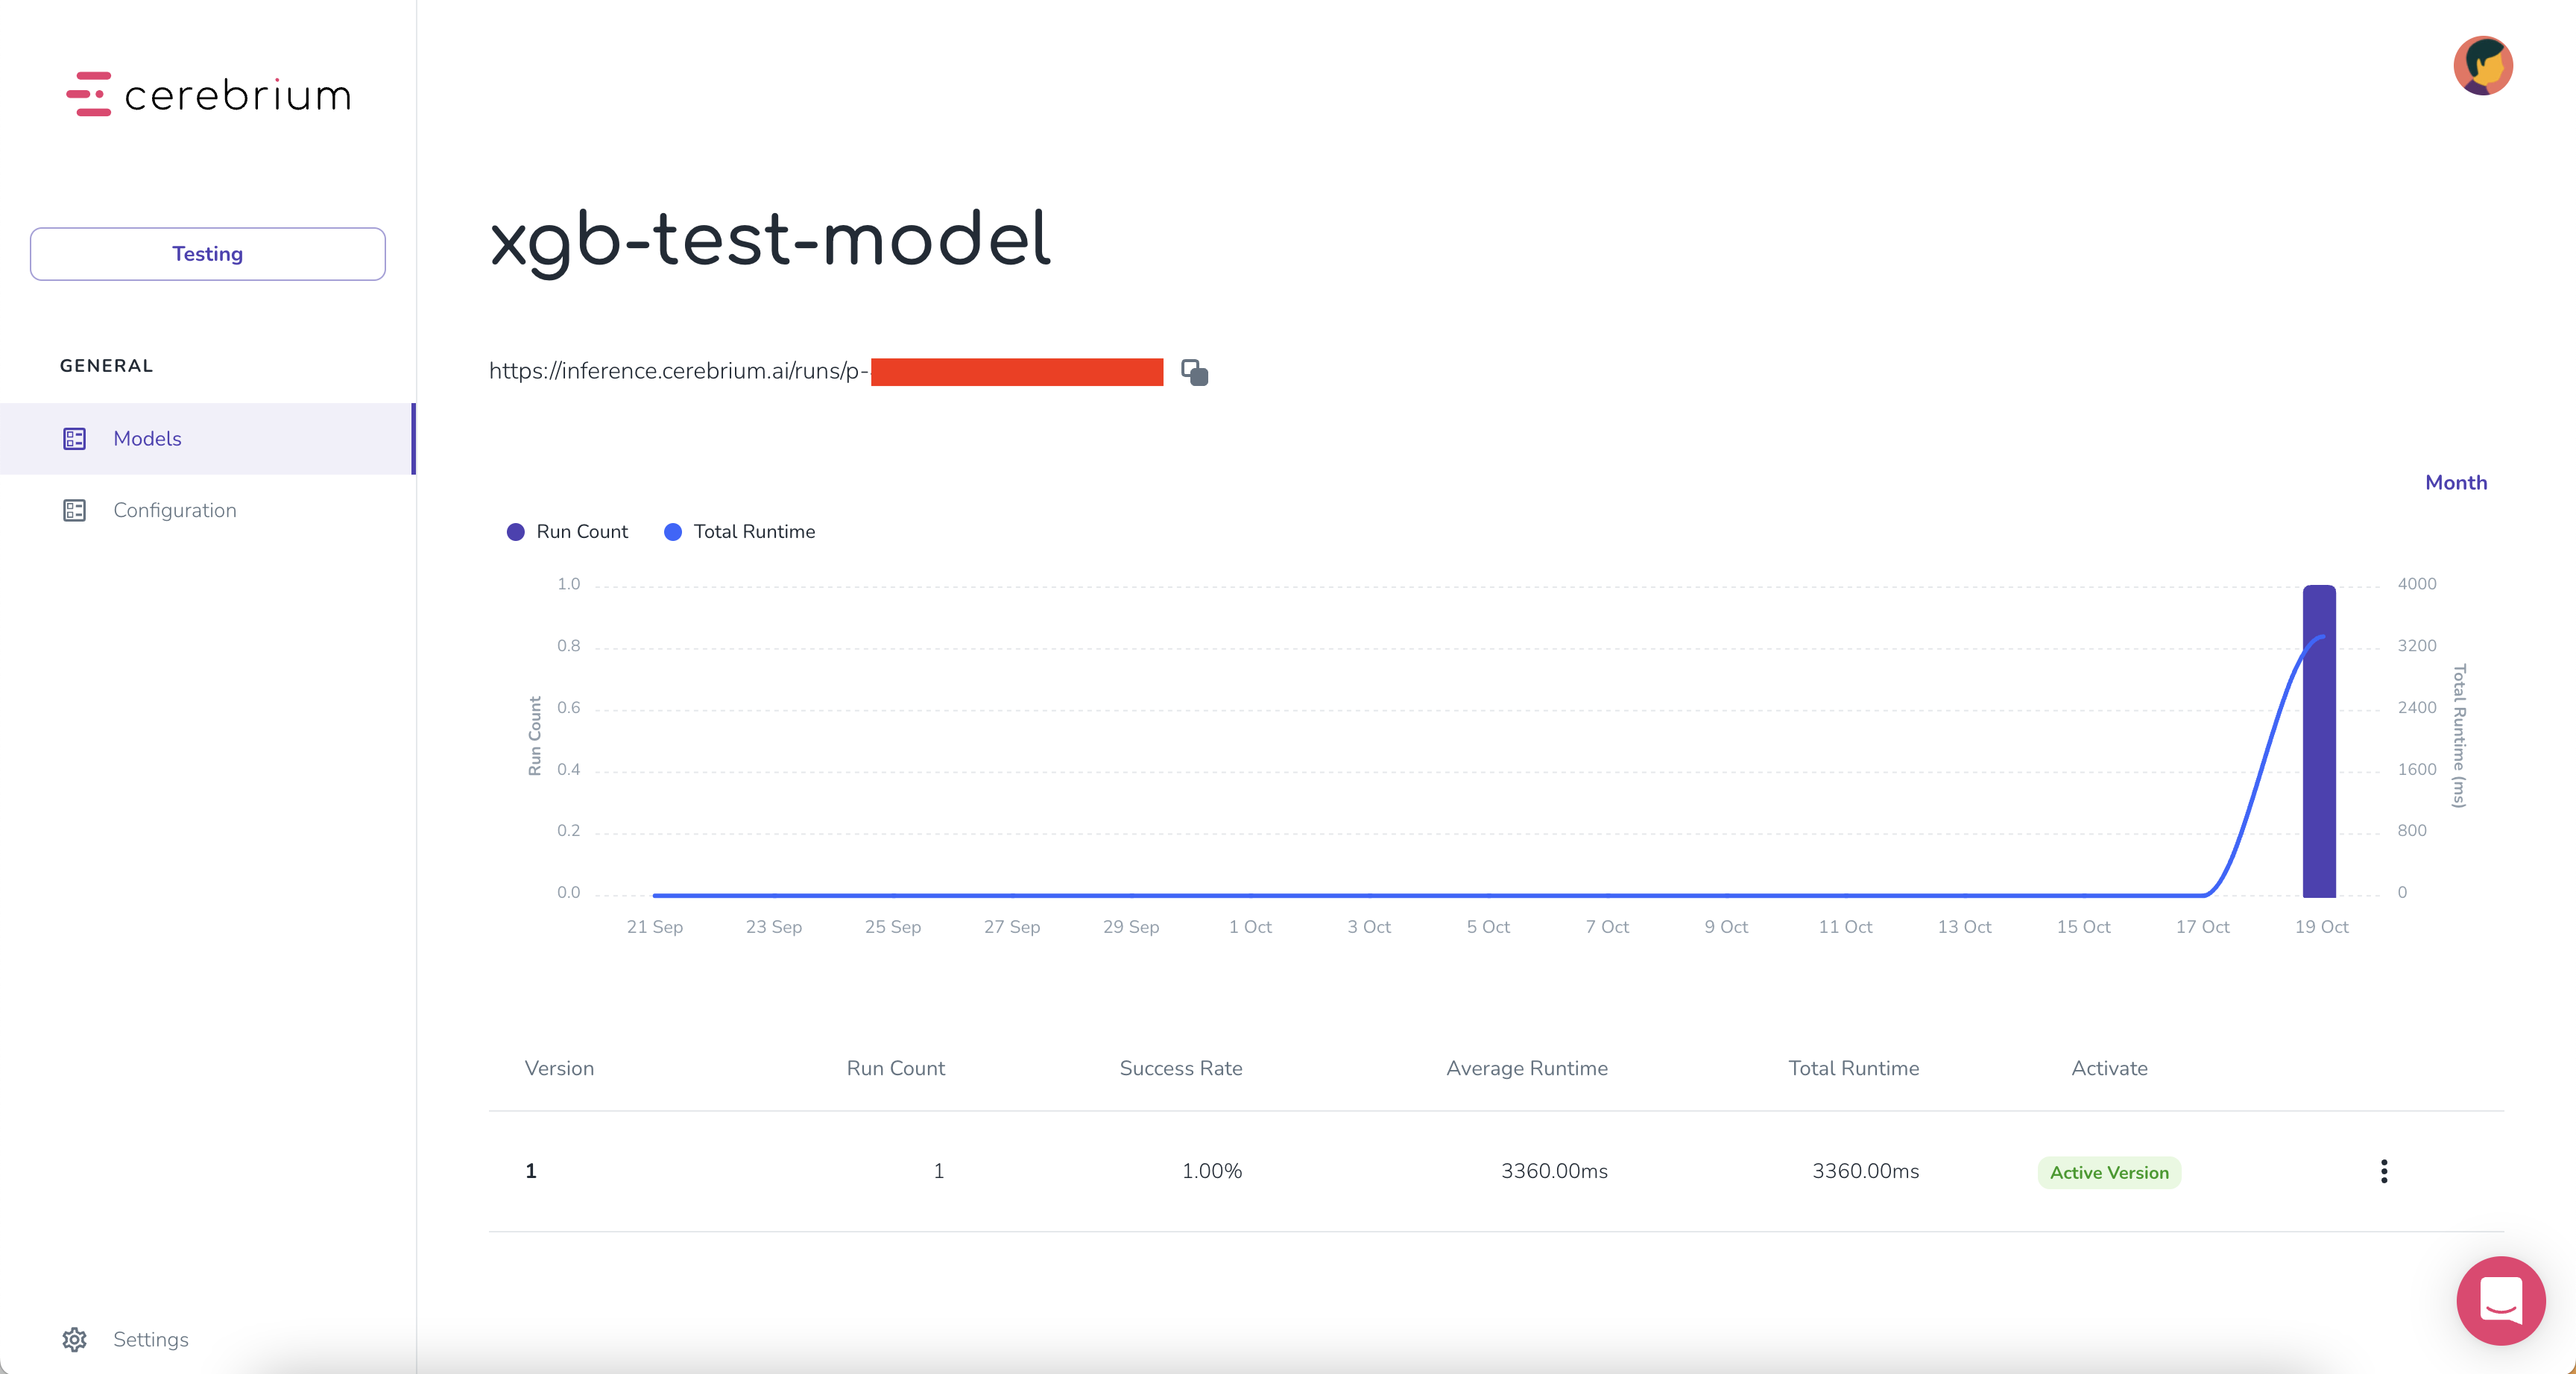 cerebrium
Testing
GENERAL
Models
Configuration
Settings
xgb-test-model
https://inference.cerebrium.ai/runs/p-
Month
Run Count
Total Runtime
1.0
0.8
0.6
0.4
0.2
0.0
Run Count
4000
3200
2400
1600
800
0
Total Runtime (ms)
21 Sep 23 Sep 25 Sep 27 Sep 29 Sep 1 Oct 3 Oct 5 Oct 7 Oct 9 Oct 11 Oct 13 Oct 15 Oct 17 Oct 19 Oct
Version Run Count Success Rate Average Runtime Total Runtime Activate
1 1 1.00% 3360.00ms 3360.00ms Active Version